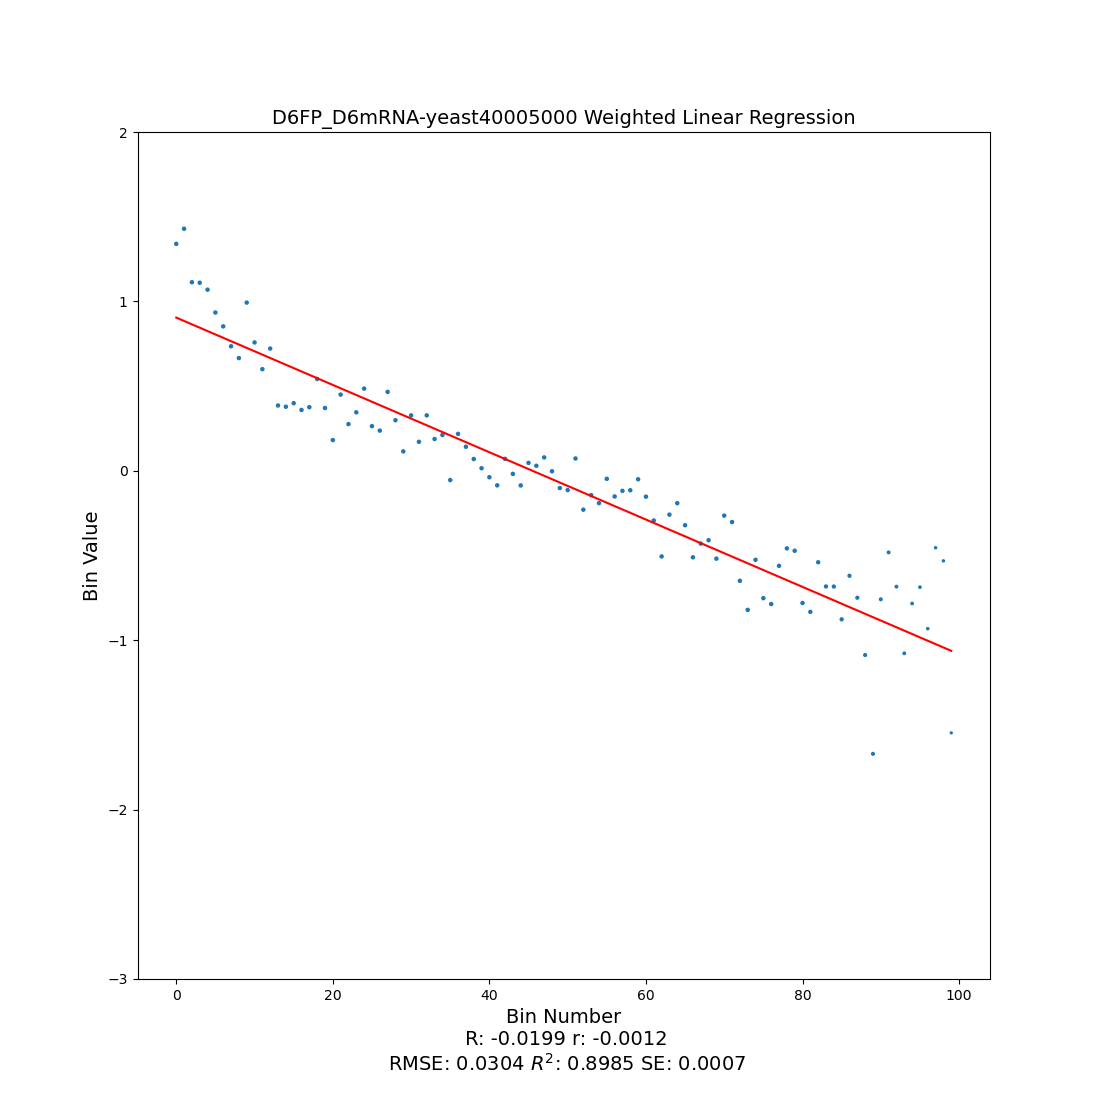 D6FP_D6mRNA-yeast40005000 Weighted Linear Regression
2
1
0
−1
−2
−3
Bin Value
0 20 40 60 80 100
Bin Number
R: -0.0199 r: -0.0012
RMSE: 0.0304 R²: 0.8985 SE: 0.0007